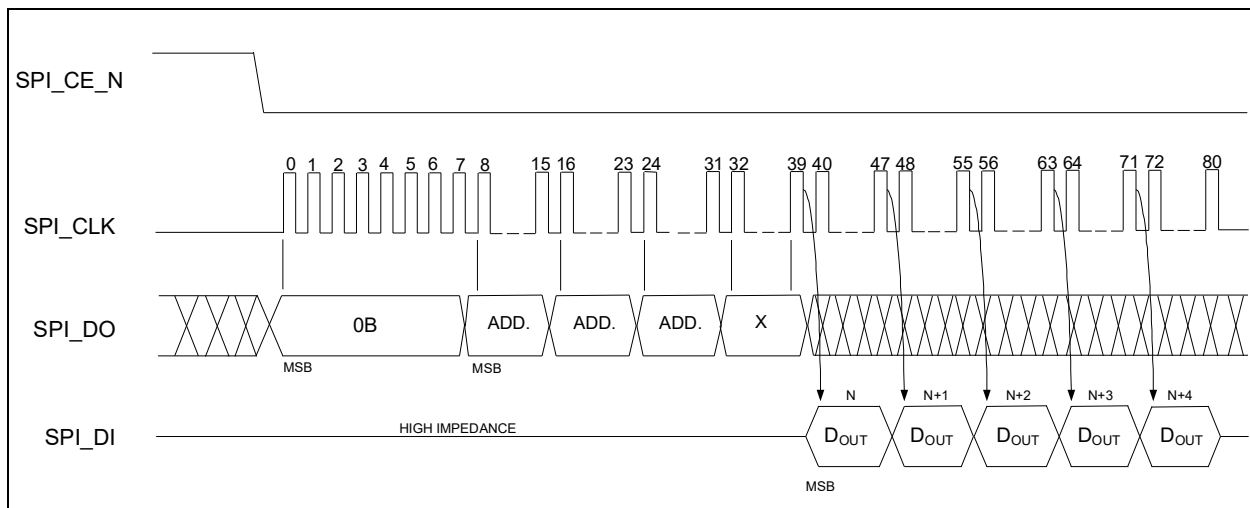 SPI_CE_N
0 1 2 3 4 5 6 7 8 15 16 23 24 31 32 39 40 47 48 55 56 63 64 71 72 80
SPI_CLK
SPI_DO
0B ADD. ADD. ADD. X
MSB MSB
N N+1 N+2 N+3 N+4
SPI_DI
HIGH IMPEDANCE
DOUT DOUT DOUT DOUT DOUT
MSB